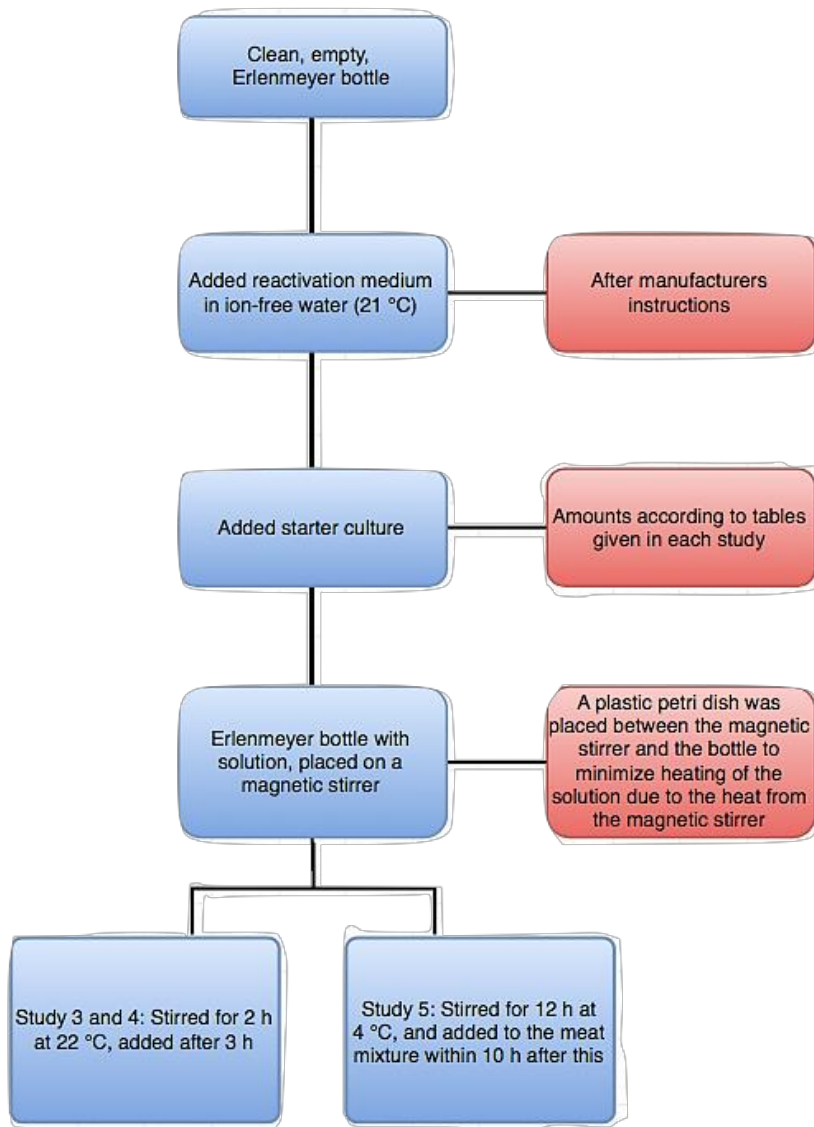 Clean, empty,
Erlenmeyer bottle
Added reactivation medium
in ion-free water (21 °C)
After manufacturers
instructions
Added starter culture
Amounts according to tables
given in each study
Erlenmeyer bottle with
solution, placed on a
magnetic stirrer
A plastic petri dish was
placed between the magnetic
stirrer and the bottle to
minimize heating of the
solution due to the heat from
the magnetic stirrer
Study 3 and 4: Stirred for 2 h
at 22 °C, added after 3 h
Study 5: Stirred for 12 h at
4 °C, and added to the meat
mixture within 10 h after this